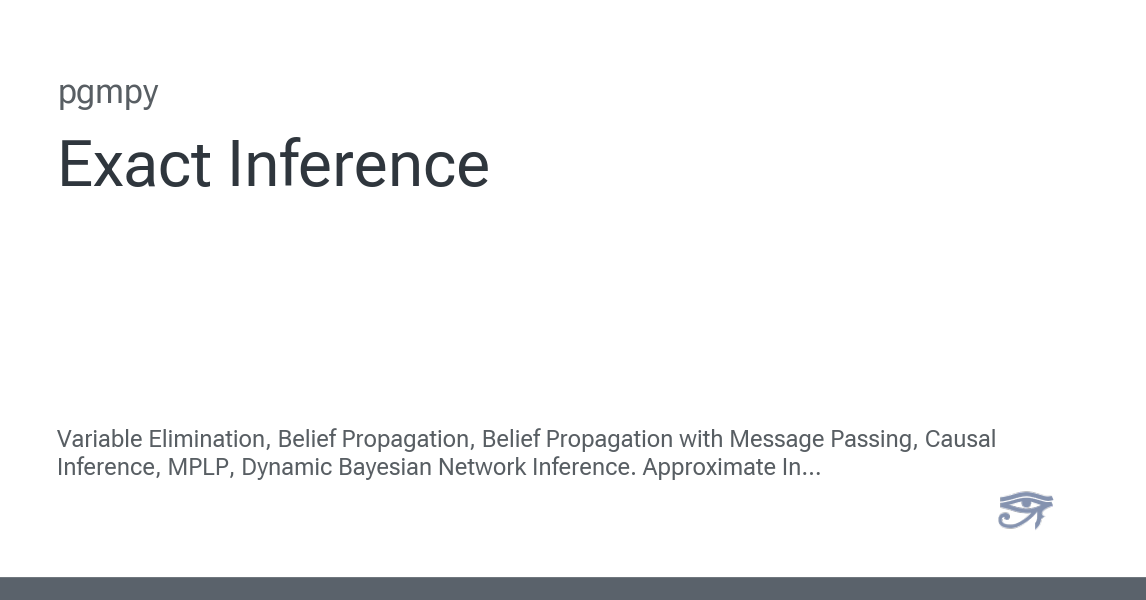 pgmpy
Exact Inference
Variable Elimination, Belief Propagation, Belief Propagation with Message Passing, Causal
Inference, MPLP, Dynamic Bayesian Network Inference. Approximate In...